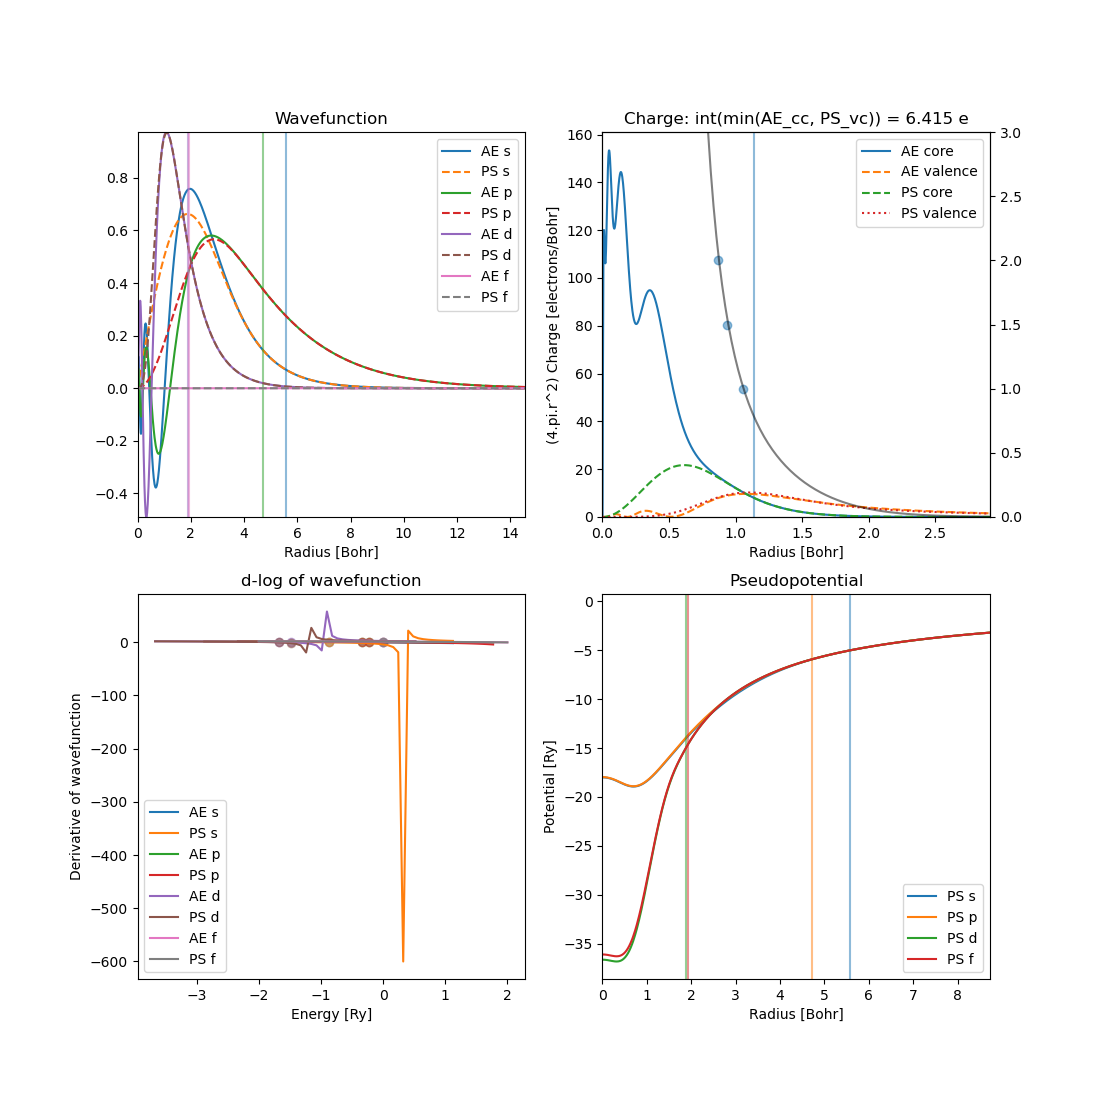 Wavefunction
0.8
0.6
0.4
0.2
0.0
−0.2
−0.4
0
2
4
6
8
10
12
14
Radius [Bohr]
AE s
PS s
AE p
PS p
AE d
PS d
AE f
PS f
Charge: int(min(AE_cc, PS_vc)) = 6.415 e
(4.pi.r^2) Charge [electrons/Bohr]
160
140
120
100
80
60
40
20
0
0.0
0.5
1.0
1.5
2.0
2.5
Radius [Bohr]
3.0
2.5
2.0
1.5
1.0
0.5
0.0
AE core
AE valence
PS core
PS valence
d-log of wavefunction
Derivative of wavefunction
0
−100
−200
−300
−400
−500
−600
−3
−2
−1
0
1
2
Energy [Ry]
AE s
PS s
AE p
PS p
AE d
PS d
AE f
PS f
Pseudopotential
Potential [Ry]
0
−5
−10
−15
−20
−25
−30
−35
0
1
2
3
4
5
6
7
8
Radius [Bohr]
PS s
PS p
PS d
PS f